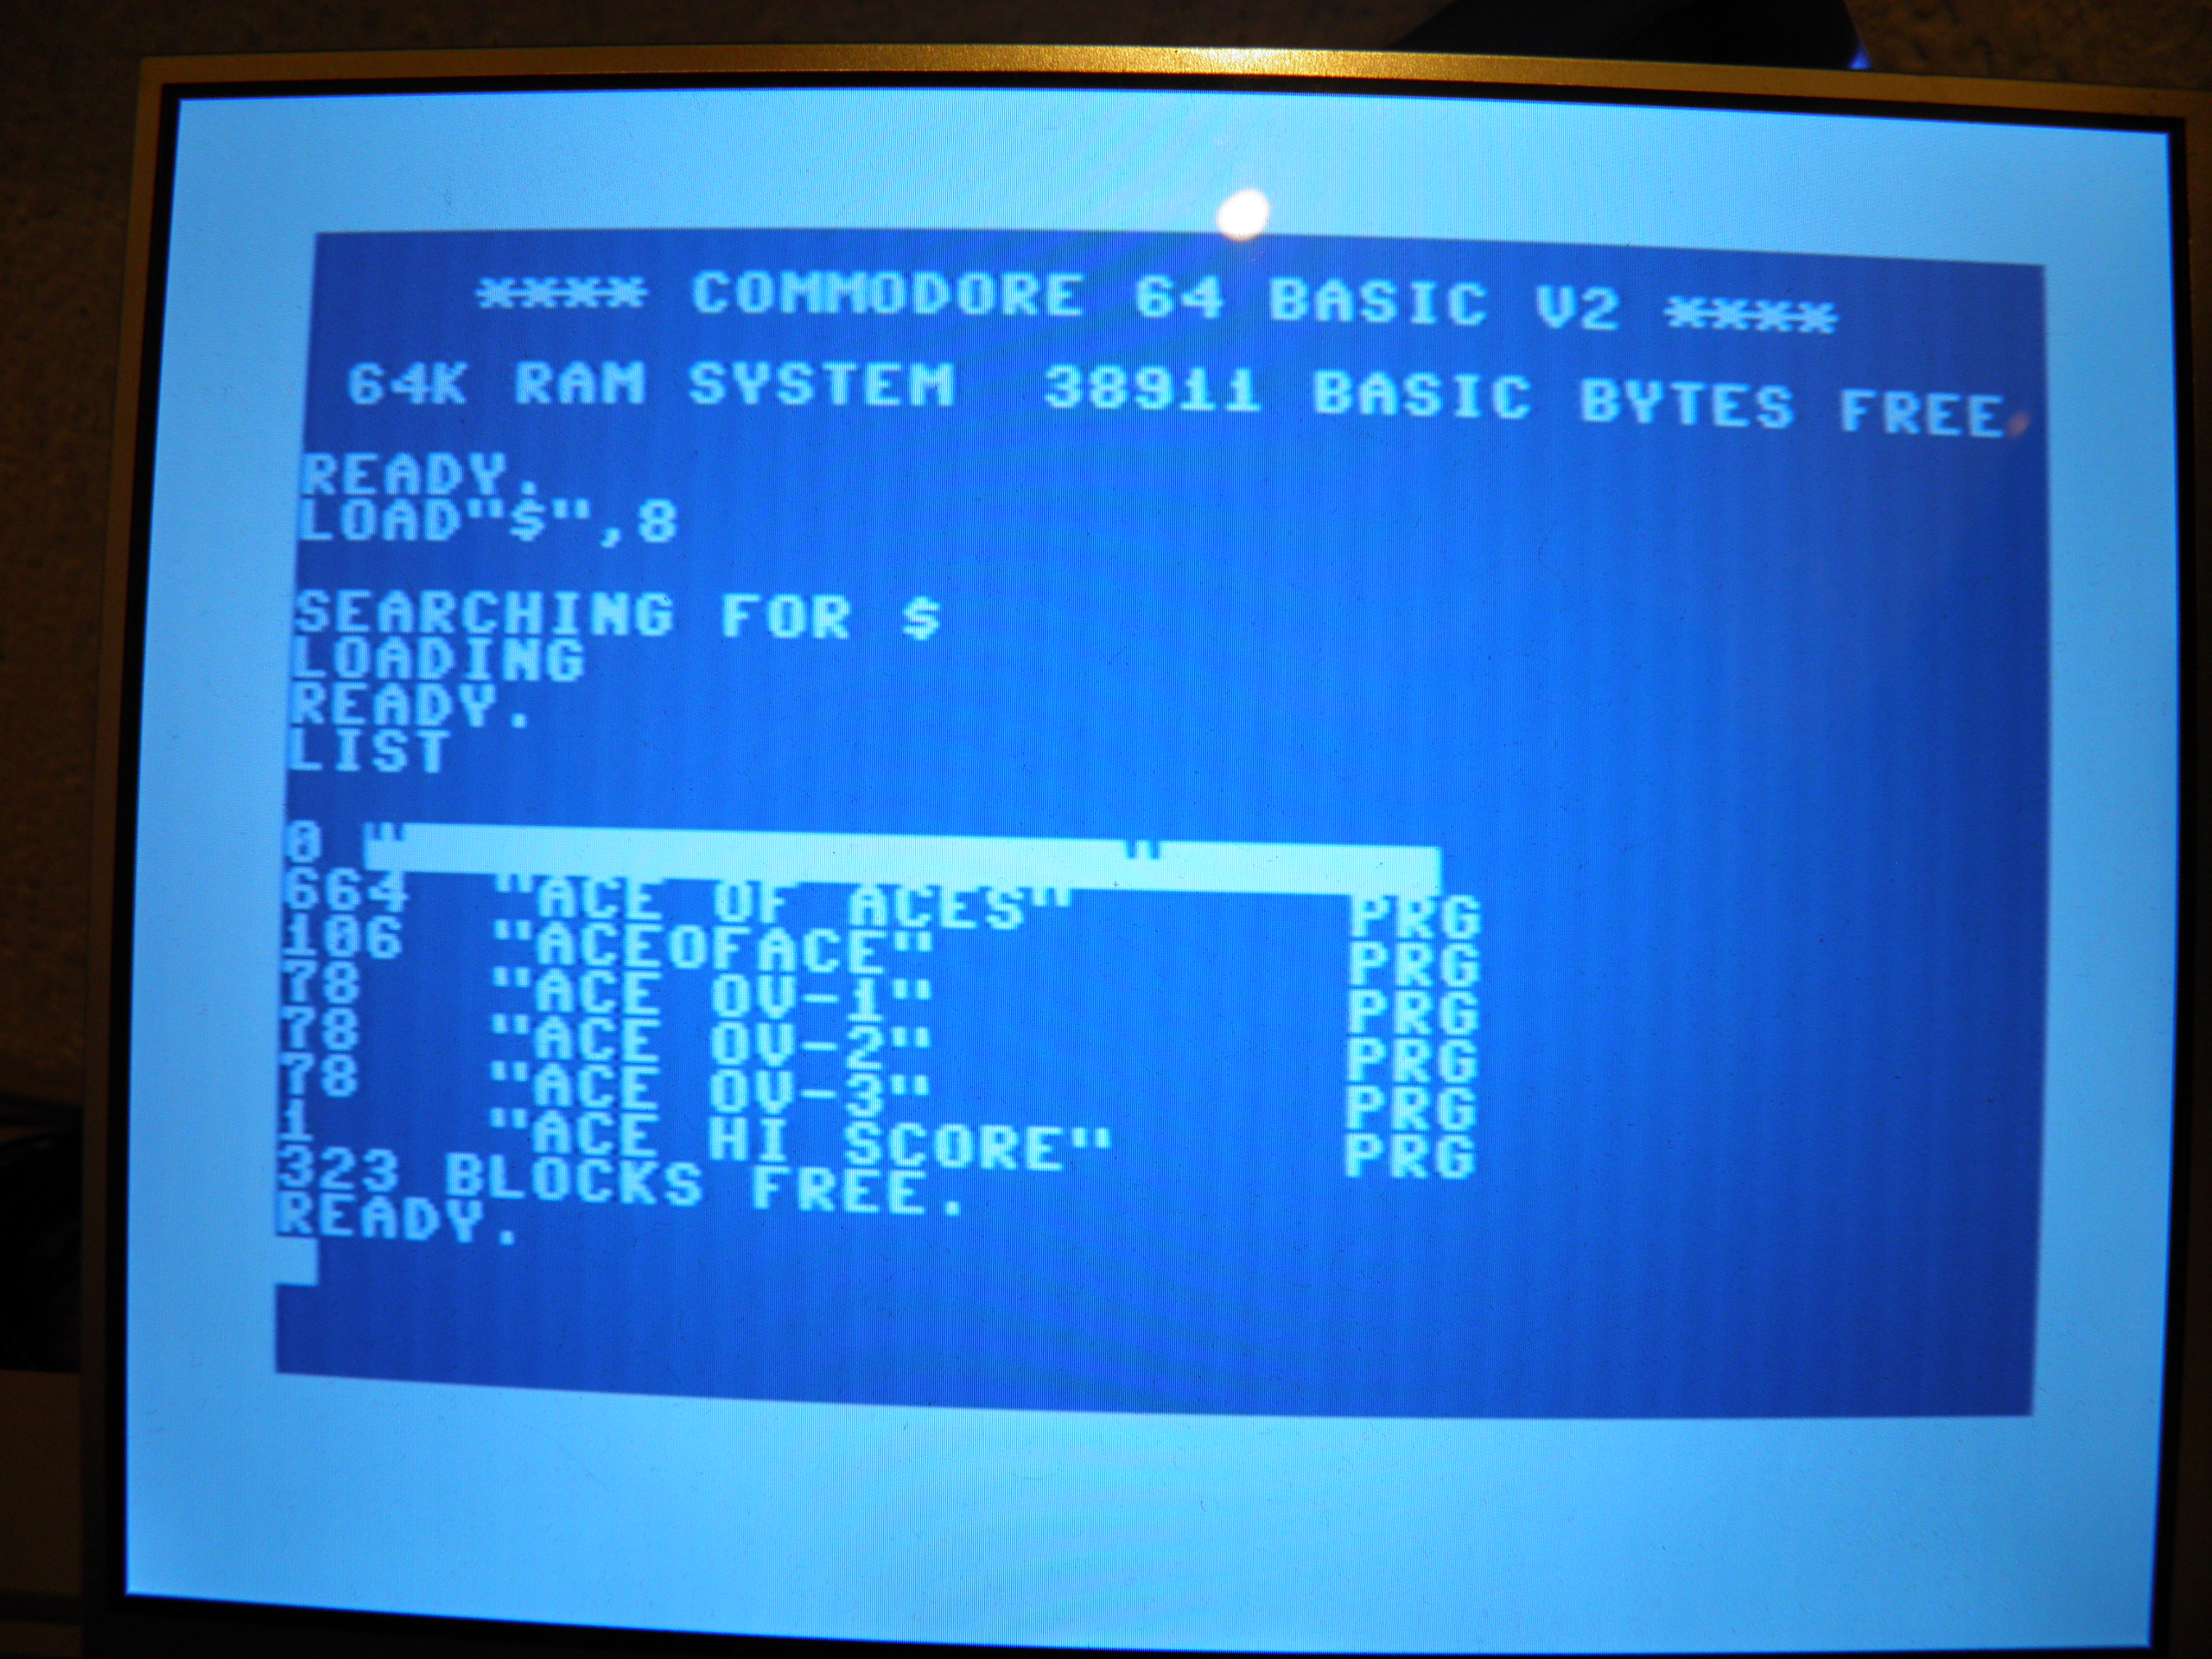 **** COMMODORE 64 BASIC V2 ****
64K RAM SYSTEM  38911 BASIC BYTES FREE
READY.
LOAD"$",8
SEARCHING FOR $
LOADING
READY.
LIST
0 "                "
664  "ACE OF ACES"      PRG
106  "ACEOFACE"         PRG
78   "ACE OV-1"         PRG
78   "ACE OV-2"         PRG
78   "ACE OV-3"         PRG
1    "ACE HI SCORE"     PRG
323 BLOCKS FREE.
READY.